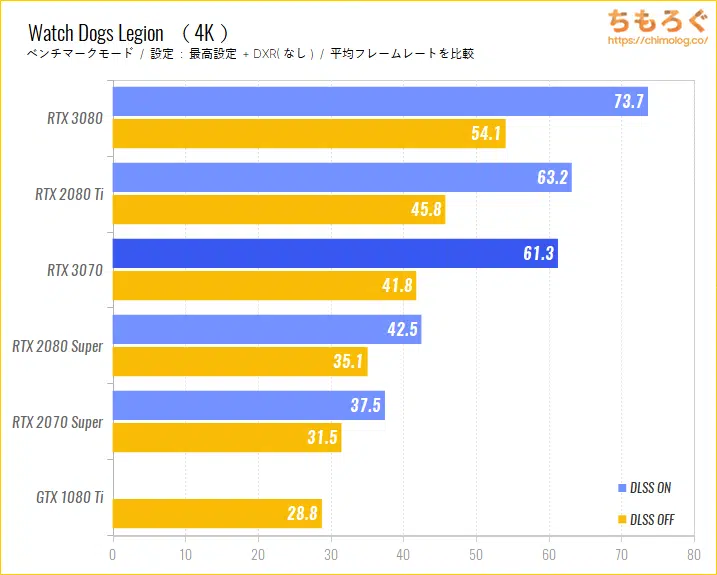 Watch Dogs Legion （ 4K ）
ちもろぐ
https://chimolog.co/
ベンチマークモード / 設定 : 最高設定 + DXR( なし ) / 平均フレームレートを比較
RTX 3080
73.7
54.1
RTX 2080 Ti
63.2
45.8
RTX 3070
61.3
41.8
RTX 2080 Super
42.5
35.1
RTX 2070 Super
37.5
31.5
GTX 1080 Ti
28.8
DLSS ON
DLSS OFF
0 10 20 30 40 50 60 70 80